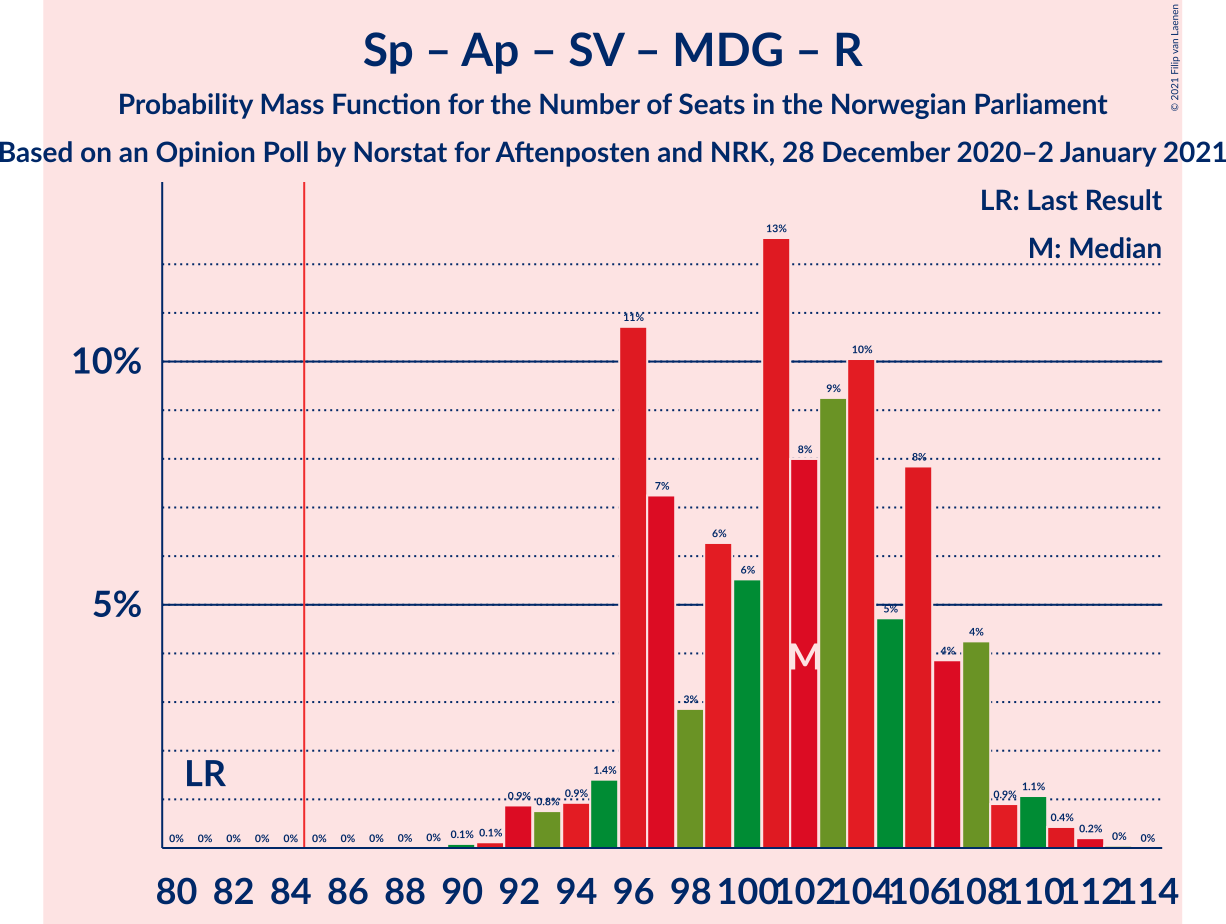 Sp – Ap – SV – MDG – R
Probability Mass Function for the Number of Seats in the Norwegian Parliament
Based on an Opinion Poll by Norstat for Aftenposten and NRK, 28 December 2020–2 January 2021
© 2021 Filip van Laenen
LR: Last Result
M: Median
10%
5%
LR
M
0% 0% 0% 0% 0% 0% 0% 0% 0% 0% 0.1% 0.1% 0.9% 0.8% 0.9% 1.4% 11% 7% 3% 6% 6% 13% 8% 9% 10% 5% 8% 4% 4% 0.9% 1.1% 0.4% 0.2% 0% 0%
80 82 84 86 88 90 92 94 96 98 100 102 104 106 108 110 112 114